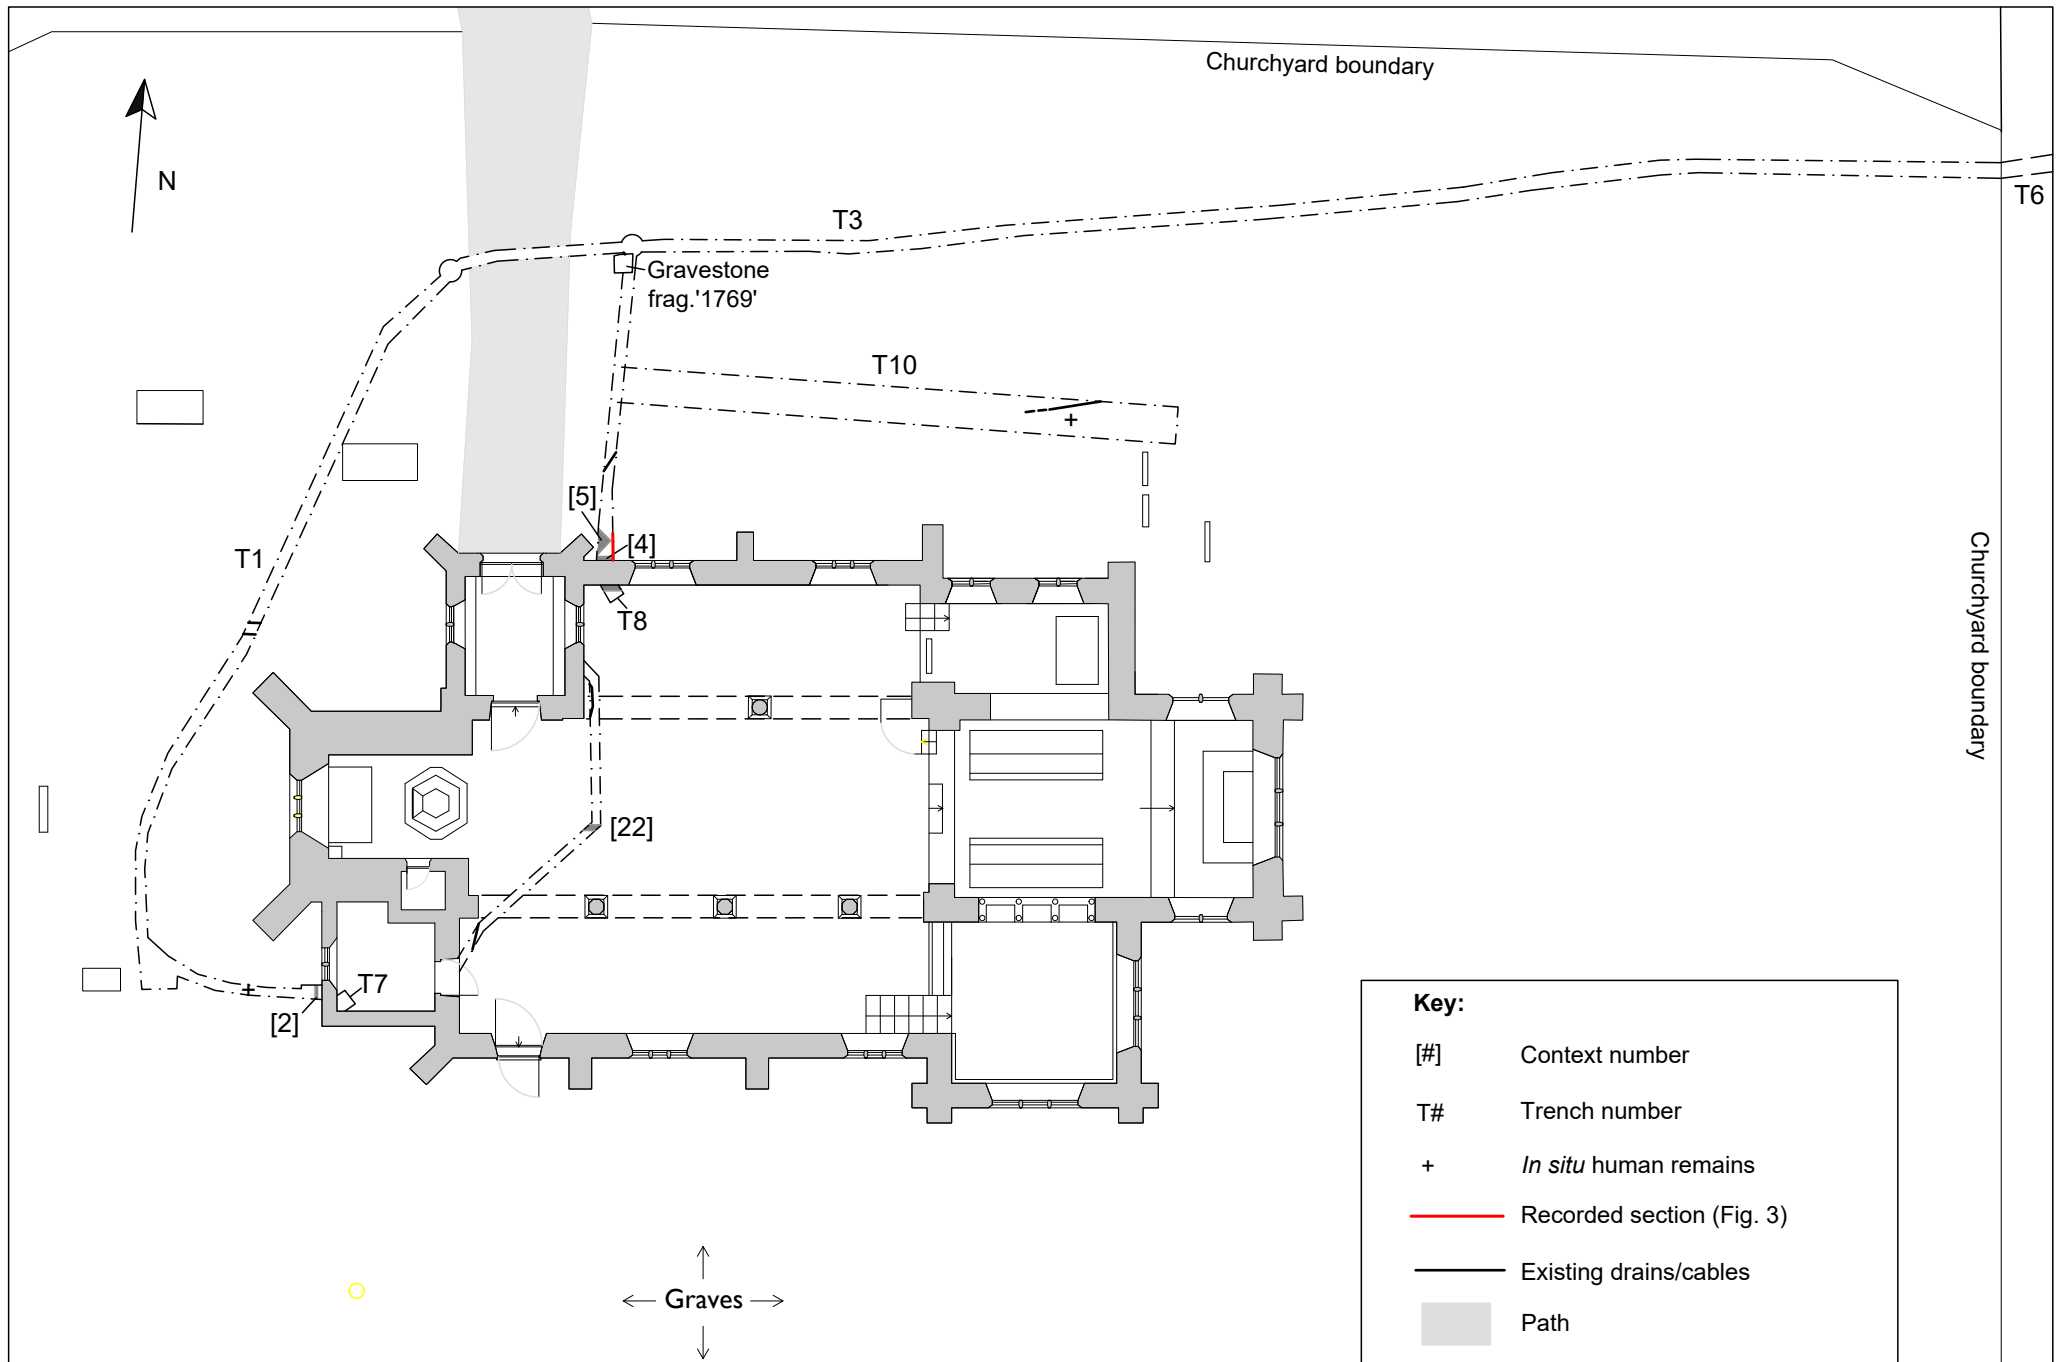 Churchyard boundary
N
T6
T3
Gravestone
frag.'1769'
T10
[5]
[4]
T1
T8
Churchyard boundary
[22]
T7
[2]
Key:
[#] Context number
T# Trench number
+ In situ human remains
Recorded section (Fig. 3)
Existing drains/cables
Path
Graves